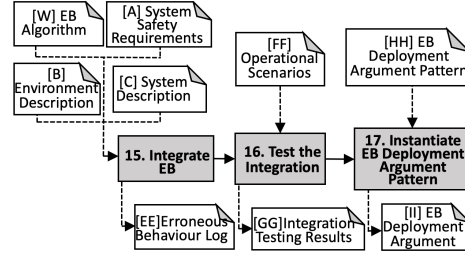 [W] EB
Algorithm
[A] System
Safety
Requirements
[B]
Environment
Description
[C] System
Description
[FF]
Operational
Scenarios
[HH] EB
Deployment
Argument Pattern
15. Integrate
EB
16. Test the
Integration
17. Instantiate
EB Deployment
Argument
Pattern
[EE]Erroneous
Behaviour Log
[GG]Integration
Testing Results
[II] EB
Deployment
Argument